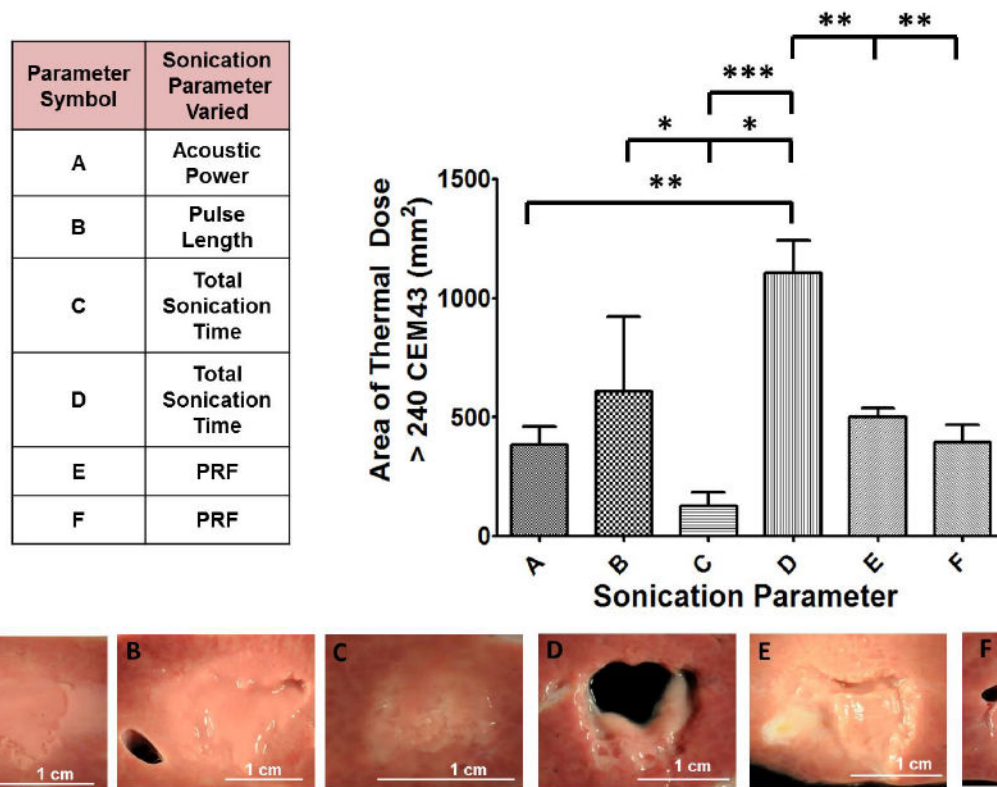 Parameter
Symbol
Sonication
Parameter
Varied
A
Acoustic
Power
B
Pulse
Length
C
Total
Sonication
Time
D
Total
Sonication
Time
E
PRF
F
PRF
** **
***
* *
**
Area of Thermal Dose
> 240 CEM43 (mm²)
1500
1000
500
0
A B C D E F
Sonication Parameter
B C D E F
1 cm 1 cm 1 cm 1 cm 1 cm